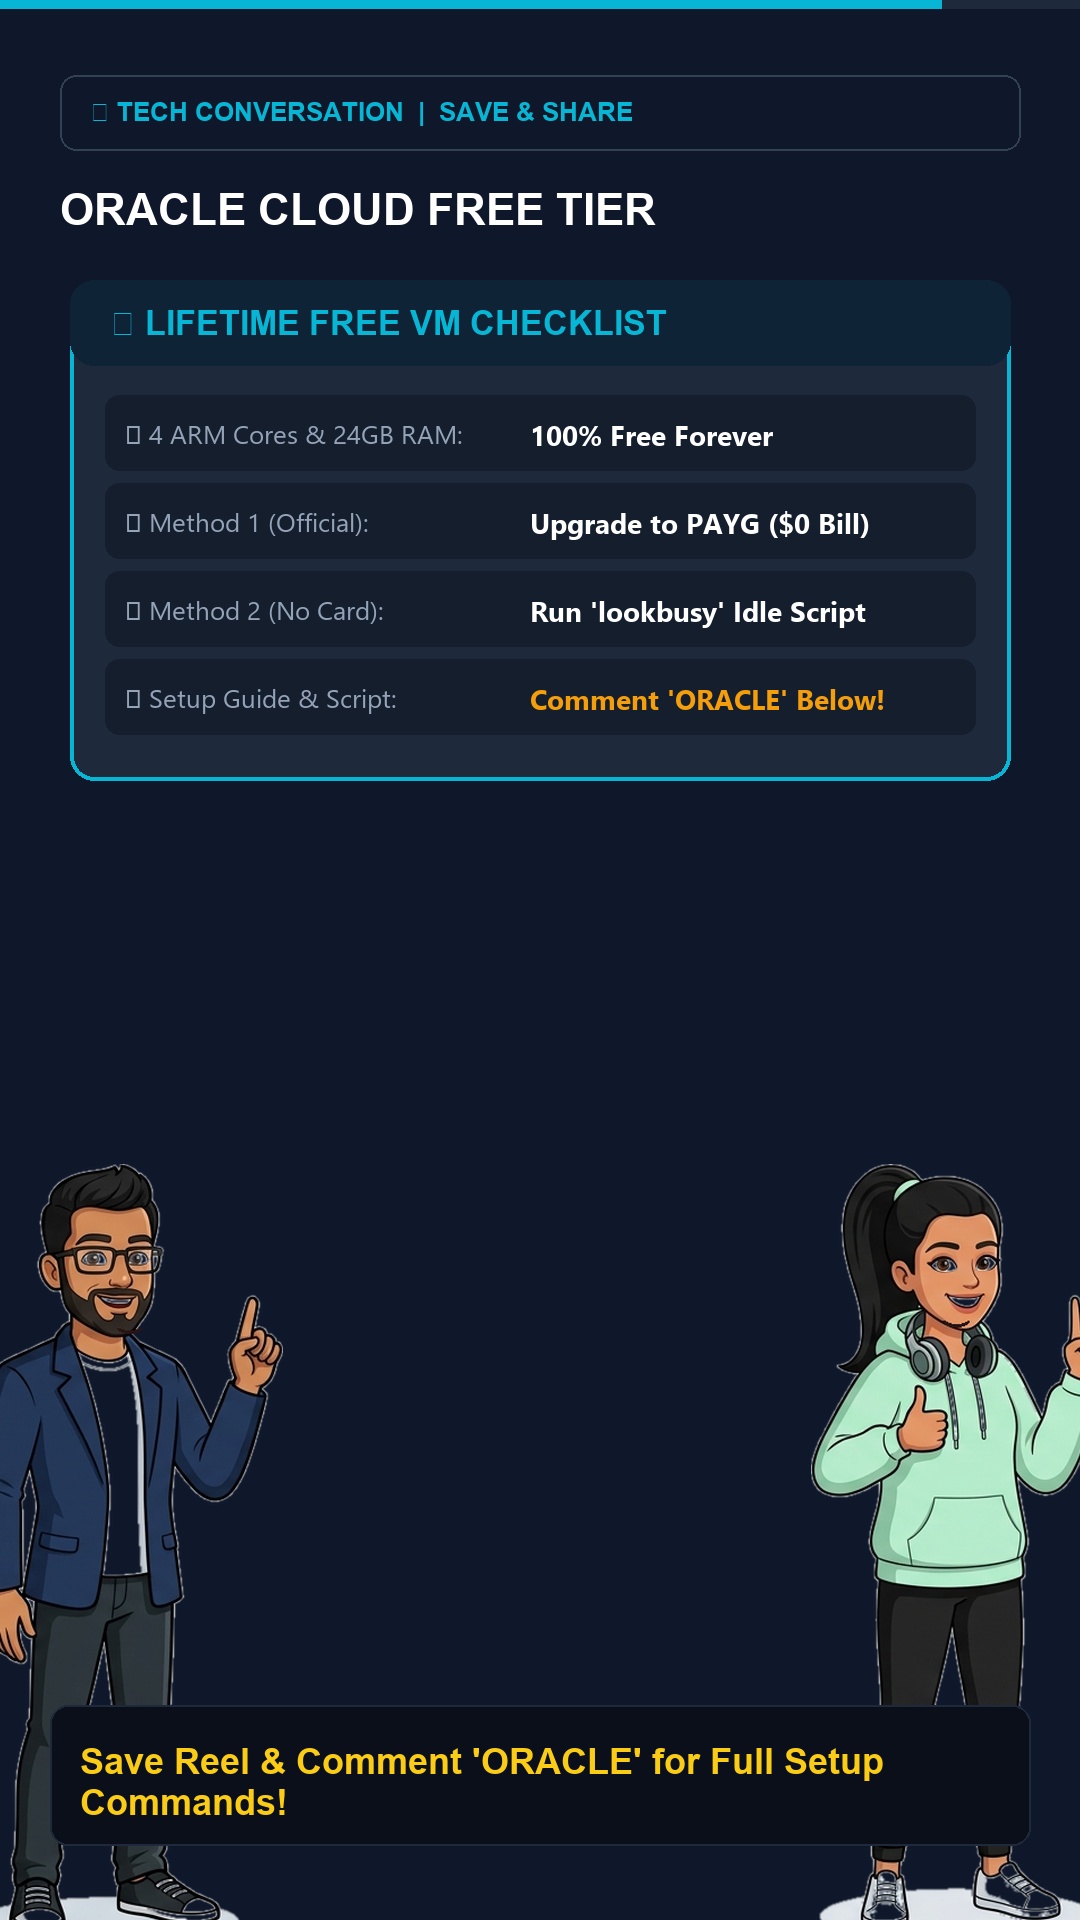 TECH CONVERSATION | SAVE & SHARE
ORACLE CLOUD FREE TIER
LIFETIME FREE VM CHECKLIST
4 ARM Cores & 24GB RAM: 100% Free Forever
Method 1 (Official): Upgrade to PAYG ($0 Bill)
Method 2 (No Card): Run 'lookbusy' Idle Script
Setup Guide & Script: Comment 'ORACLE' Below!
Save Reel & Comment 'ORACLE' for Full Setup
Commands!